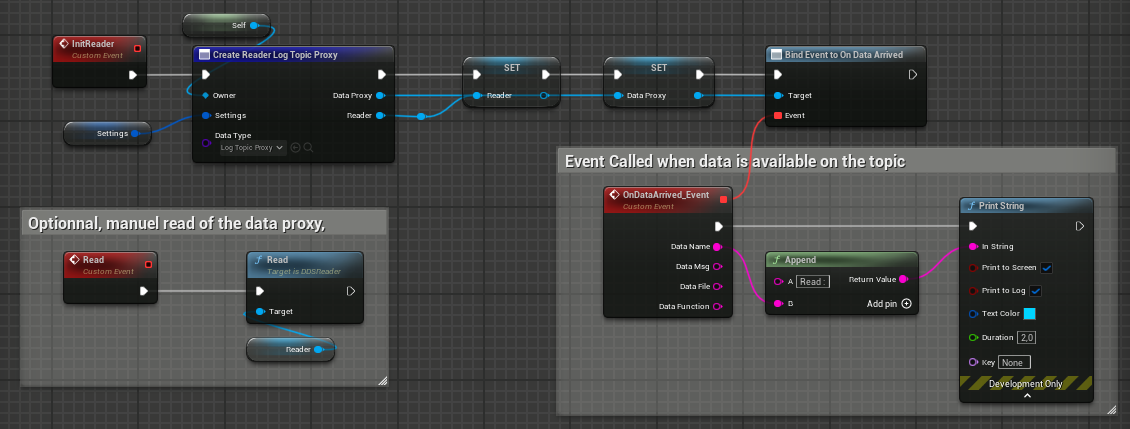 Self
InitReader
Custom Event
Create Reader Log Topic Proxy
Owner
Data Proxy
Settings
Reader
Data Type
Log Topic Proxy
Settings
SET
Reader
SET
Data Proxy
Bind Event to On Data Arrived
Target
Event
Event Called when data is available on the topic
OnDataArrived_Event
Custom Event
Data Name
Data Msg
Data File
Data Function
Append
A Read :
Return Value
B
Add pin
Print String
In String
Print to Screen
Print to Log
Text Color
Duration 2,0
Key None
Development Only
Optionnal, manuel read of the data proxy,
Read
Custom Event
Read
Target is DDSReader
Target
Reader